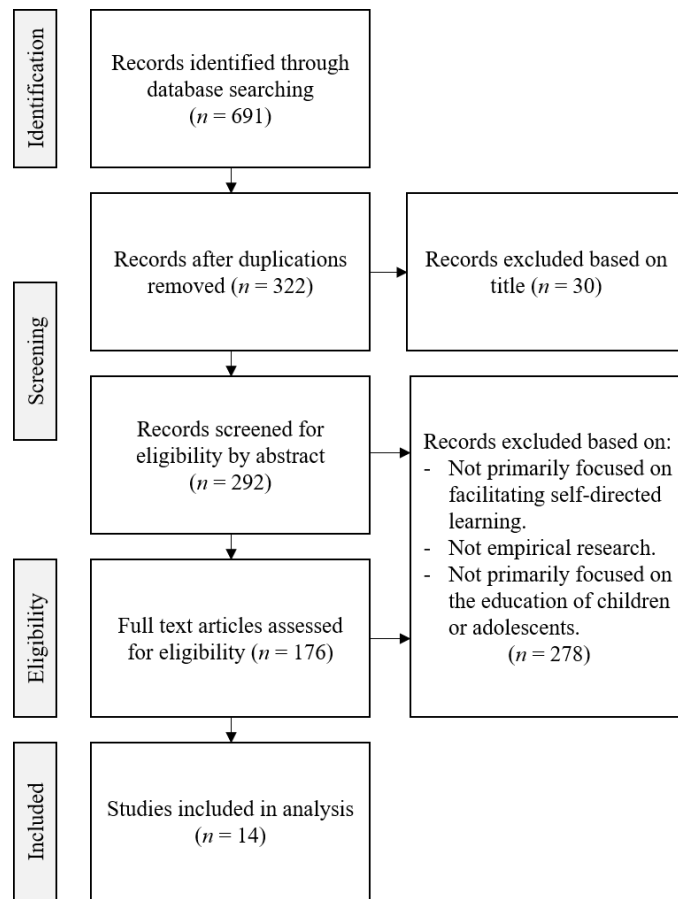 Identification
Records identified through
database searching
(n = 691)
Screening
Records after duplications
removed (n = 322)
Records excluded based on
title (n = 30)
Records screened for
eligibility by abstract
(n = 292)
Records excluded based on:
- Not primarily focused on
facilitating self-directed
learning.
- Not empirical research.
- Not primarily focused on
the education of children
or adolescents.
(n = 278)
Eligibility
Full text articles assessed
for eligibility (n = 176)
Included
Studies included in analysis
(n = 14)